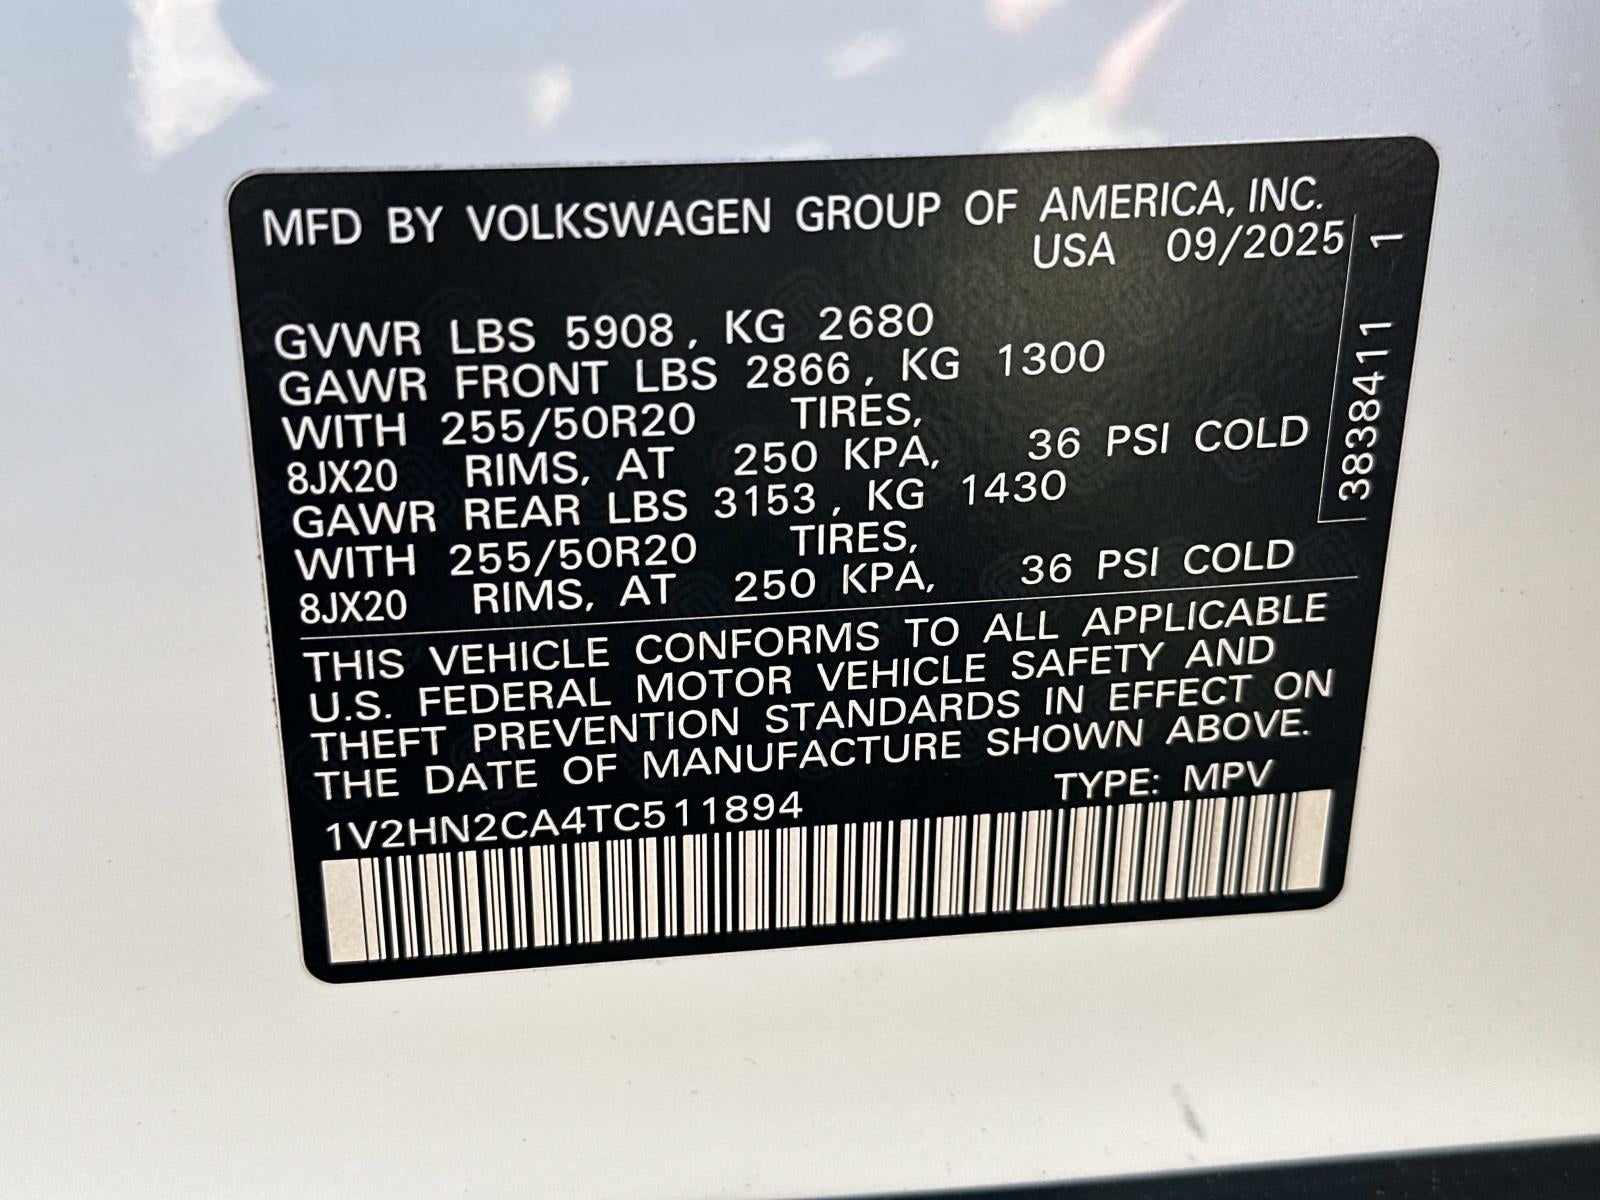 MFD BY VOLKSWAGEN GROUP OF AMERICA, INC.
USA 09/2025
GVWR LBS 5908, KG 2680
GAWR FRONT LBS 2866, KG 1300
WITH 255/50R20 TIRES,
8JX20 RIMS, AT 250 KPA, 36 PSI COLD
GAWR REAR LBS 3153, KG 1430
WITH 255/50R20 TIRES,
8JX20 RIMS, AT 250 KPA, 36 PSI COLD
THIS VEHICLE CONFORMS TO ALL APPLICABLE
U.S. FEDERAL MOTOR VEHICLE SAFETY AND
THEFT PREVENTION STANDARDS IN EFFECT ON
THE DATE OF MANUFACTURE SHOWN ABOVE.
TYPE: MPV
1V2HN2CA4TC511894
3838411 1